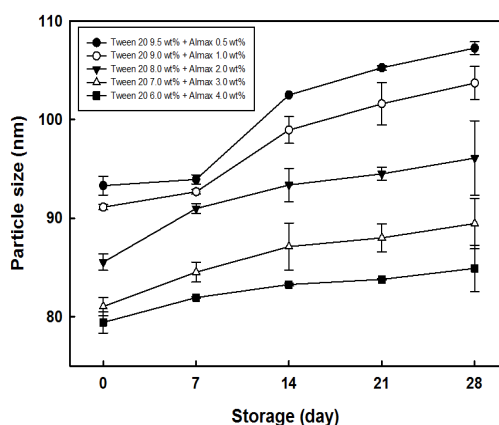 110
Tween 20 9.5 wt% + Almax 0.5 wt%
Tween 20 9.0 wt% + Almax 1.0 wt%
Tween 20 8.0 wt% + Almax 2.0 wt%
Tween 20 7.0 wt% + Almax 3.0 wt%
Tween 20 6.0 wt% + Almax 4.0 wt%
100
90
80
Particle size (nm)
0 7 14 21 28
Storage (day)